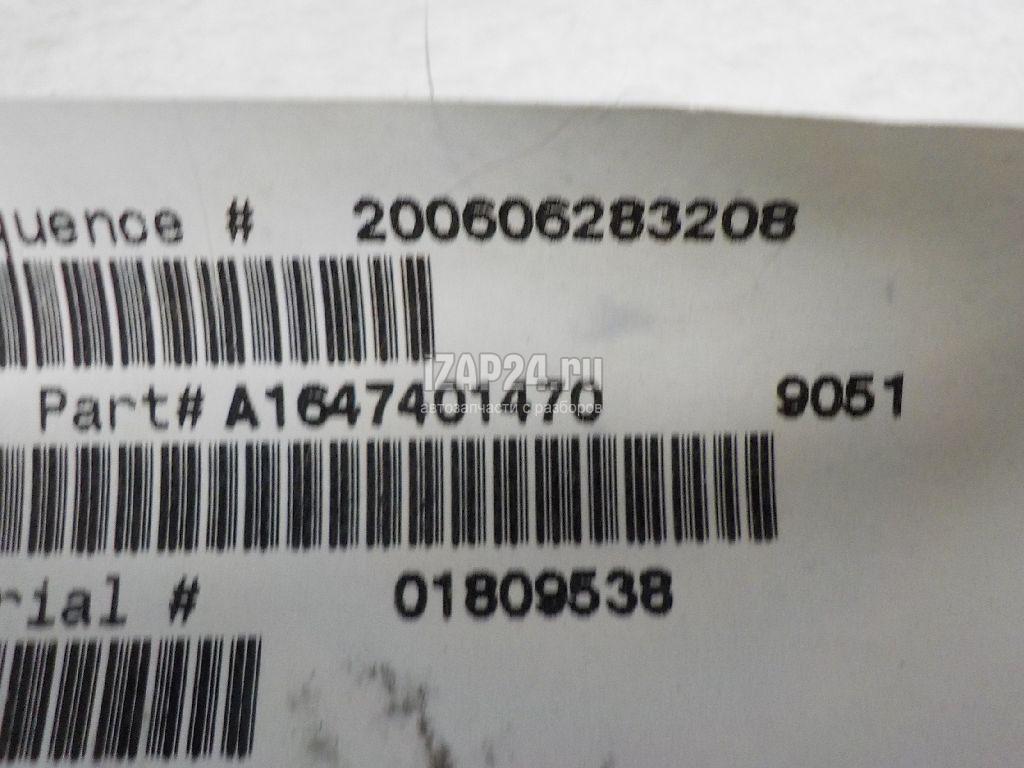 quence # 200606283208
iZAP24.ru
Part# A1647401470 9051
автозапчасти с разборов
rial # 01809538